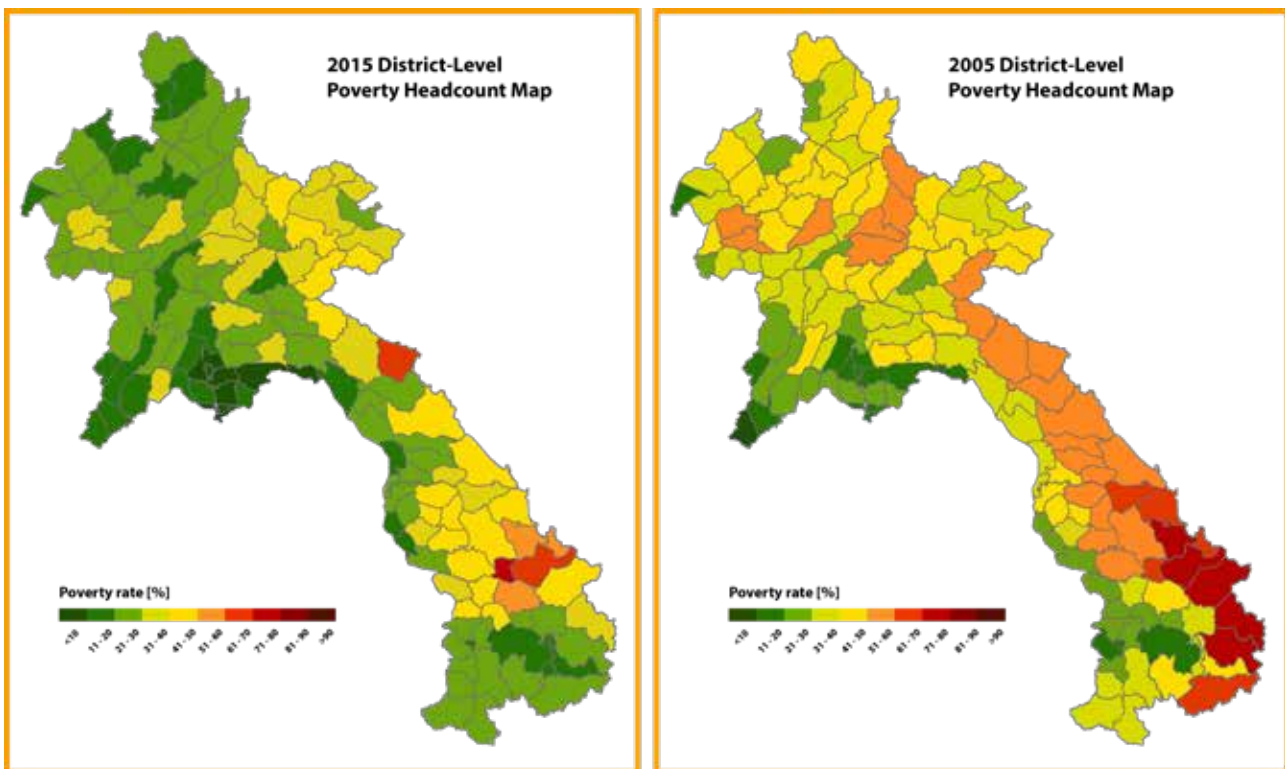 2015 District-Level
Poverty Headcount Map
Poverty rate [%]
<10
11 - 20
21 - 30
31 - 40
41 - 50
51 - 60
61 - 70
71 - 80
81 - 90
>90
2005 District-Level
Poverty Headcount Map
Poverty rate [%]
<10
11 - 20
21 - 30
31 - 40
41 - 50
51 - 60
61 - 70
71 - 80
81 - 90
>90